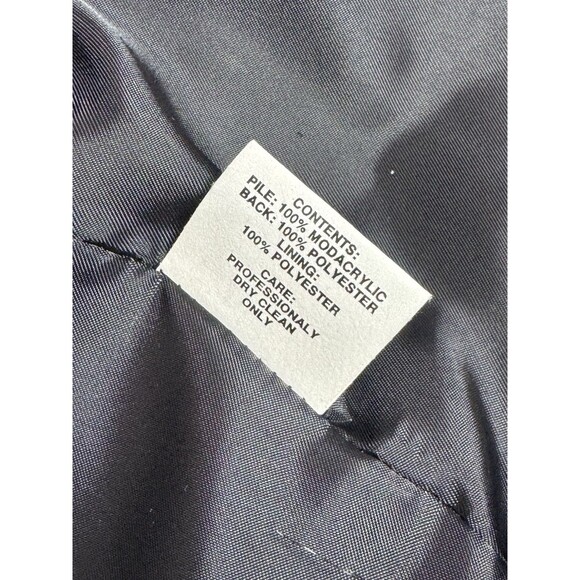 CONTENTS:
PILE: 100% MODACRYLIC
BACK: 100% POLYESTER
LINING:
100% POLYESTER
CARE:
PROFESSIONALY
DRY CLEAN
ONLY